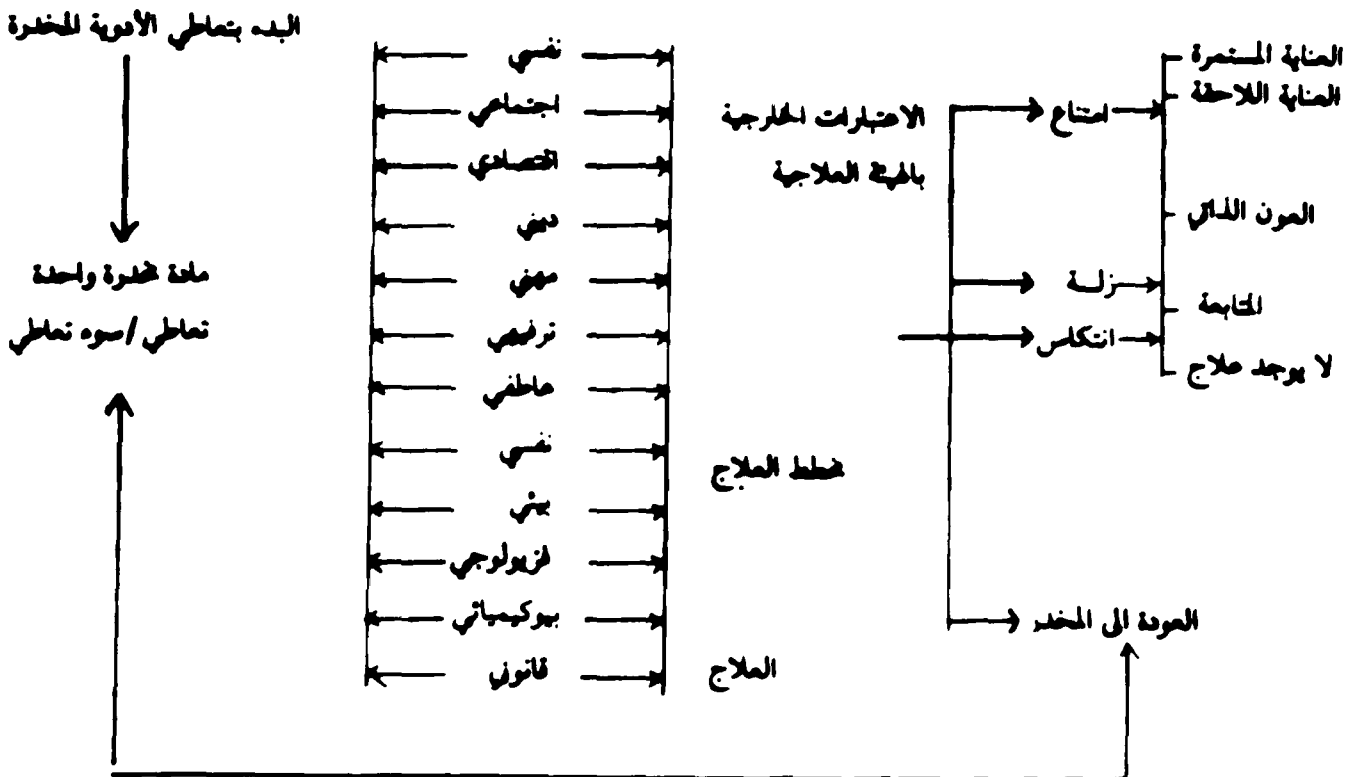 البدء بتعاطي الأدوية المخدرة
مادة مخدرة واحدة
تعاطي / سوء تعاطي
نفسي
اجتماعي
اقتصادي
ديني
مهني
ترفيهي
عاطفي
نفسي
بيئي
فزيولوجي
بيوكيميائي
قانوني
الاعتبارات الخارجية
بالهيئة العلاجية
خطط العلاج
العلاج
امتناع
زلة
انتكاس
العودة الى المخدر
العناية المستمرة
العناية اللاحقة
العون الذاتي
المتابعة
لا يوجد علاج